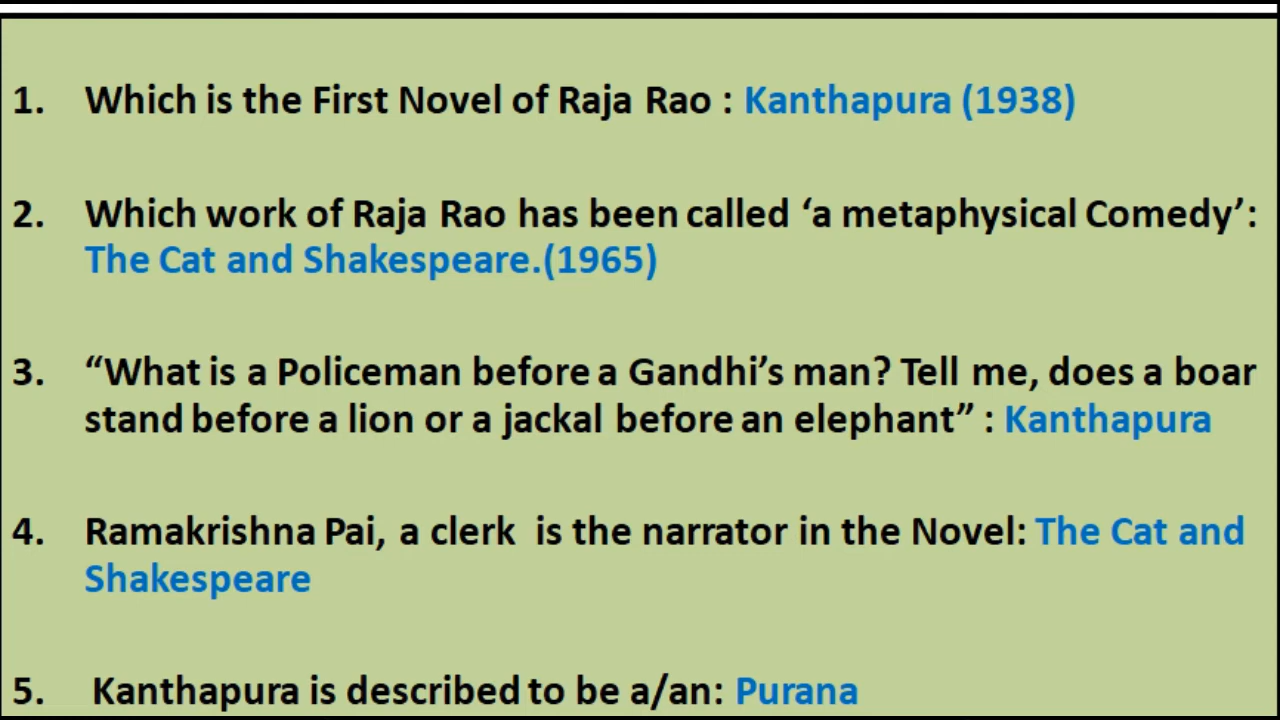 1. Which is the First Novel of Raja Rao : Kanthapura (1938)
2. Which work of Raja Rao has been called ‘a metaphysical Comedy’:
The Cat and Shakespeare.(1965)
3. “What is a Policeman before a Gandhi’s man? Tell me, does a boar
stand before a lion or a jackal before an elephant” : Kanthapura
4. Ramakrishna Pai, a clerk is the narrator in the Novel: The Cat and
Shakespeare
5. Kanthapura is described to be a/an: Purana